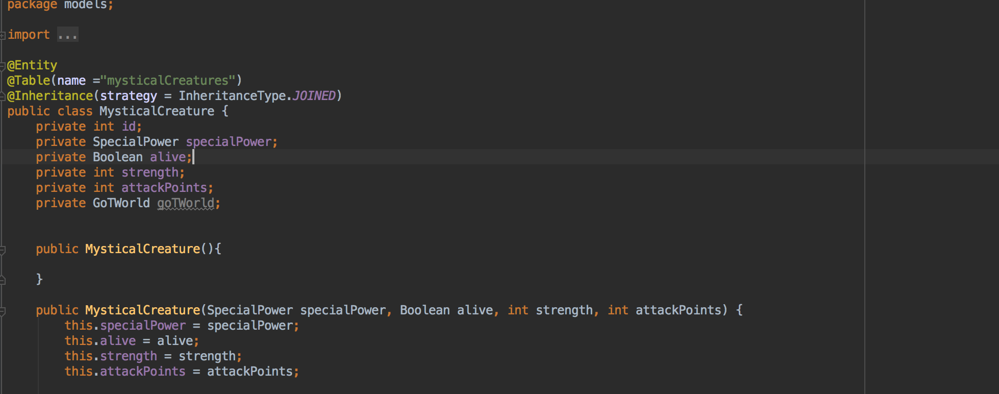 package models;
import ...
@Entity
@Table(name ="mysticalCreatures")
@Inheritance(strategy = InheritanceType.JOINED)
public class MysticalCreature {
private int id;
private SpecialPower specialPower;
private Boolean alive;
private int strength;
private int attackPoints;
private GoTWorld goTWorld;
public MysticalCreature(){
}
public MysticalCreature(SpecialPower specialPower, Boolean alive, int strength, int attackPoints) {
this.specialPower = specialPower;
this.alive = alive;
this.strength = strength;
this.attackPoints = attackPoints;